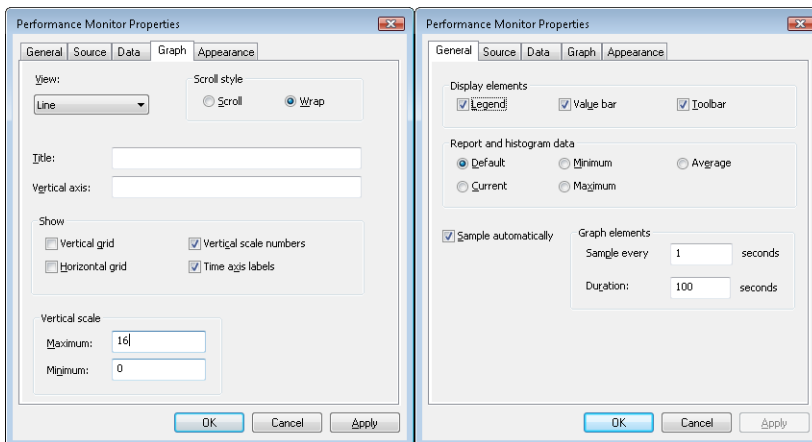 Performance Monitor Properties
General Source Data Graph Appearance
View:
Line
Scroll style
Scroll Wrap
Title:
Vertical axis:
Show
Vertical grid Vertical scale numbers
Horizontal grid Time axis labels
Vertical scale
Maximum: 16
Minimum: 0
OK Cancel Apply
Performance Monitor Properties
General Source Data Graph Appearance
Display elements
Legend Value bar Toolbar
Report and histogram data
Default Minimum Average
Current Maximum
Sample automatically
Graph elements
Sample every 1 seconds
Duration: 100 seconds
OK Cancel Apply